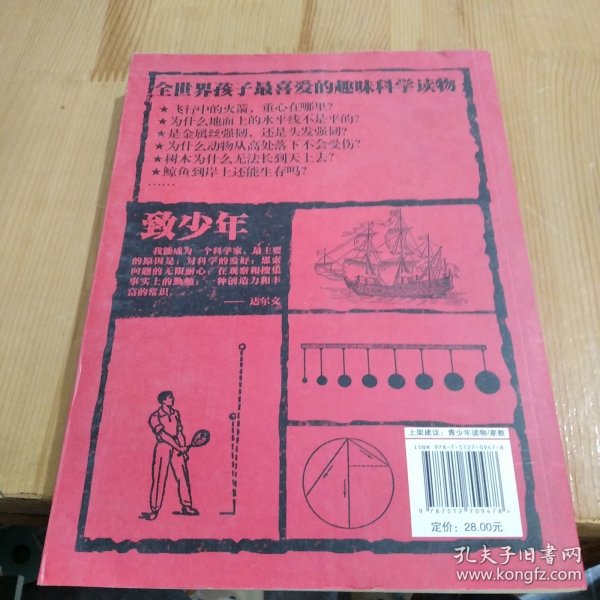 全世界孩子最喜爱的趣味科学读物
★飞行中的火箭，重心在哪里？
★为什么地面上的水平线不是平的？
★是金属丝强韧，还是头发强韧？
★为什么动物从高处落下不会受伤？
★树木为什么无法长到天上去？
★鲸鱼到岸上还能生存吗？
……
致少年
我能成为一个科学家，最主要
的原因是：对科学的爱好；思索
问题的无限耐心；在观察和搜集
事实上的勤勉；一种创造力和丰
富的常识。
——达尔文
上架建议：青少年读物/家教
ISBN 978-7-5127-0947-8
9 787512 709478 >
定价：28.00元
孔夫子旧书网
www.kongfz.com